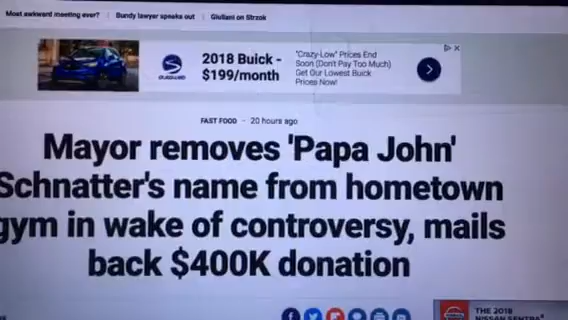 Most awkward meeting ever? | Bundy lawyer speaks out | Giuliani on Strzok
2018 Buick -
$199/month
"Crazy-Low" Prices End
Soon (Don't Pay Too Much)
Get Our Lowest Buick
Prices Now!
FAST FOOD · 20 hours ago
Mayor removes 'Papa John'
Schnatter's name from hometown
gym in wake of controversy, mails
back $400K donation
THE 2018
NISSAN SENTRA®